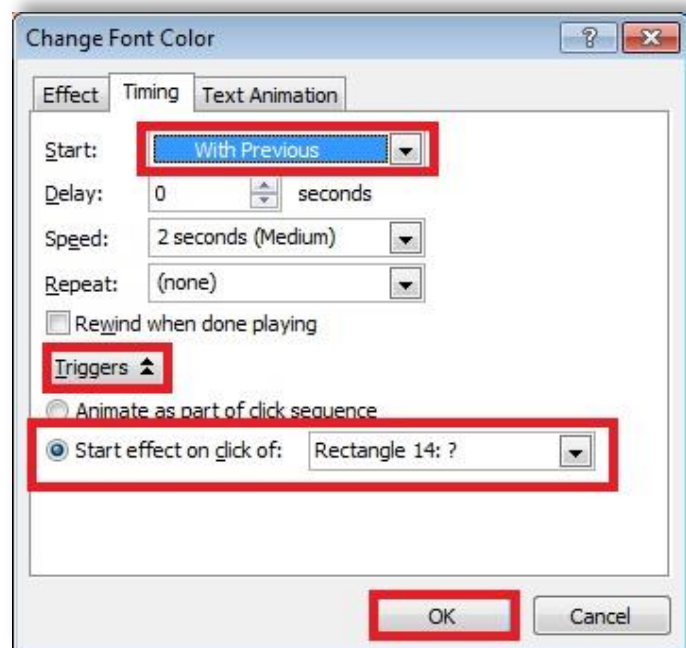 Change Font Color
Effect Timing Text Animation
Start: With Previous
Delay: 0 seconds
Speed: 2 seconds (Medium)
Repeat: (none)
Rewind when done playing
Triggers
Animate as part of click sequence
Start effect on click of: Rectangle 14: ?
OK Cancel